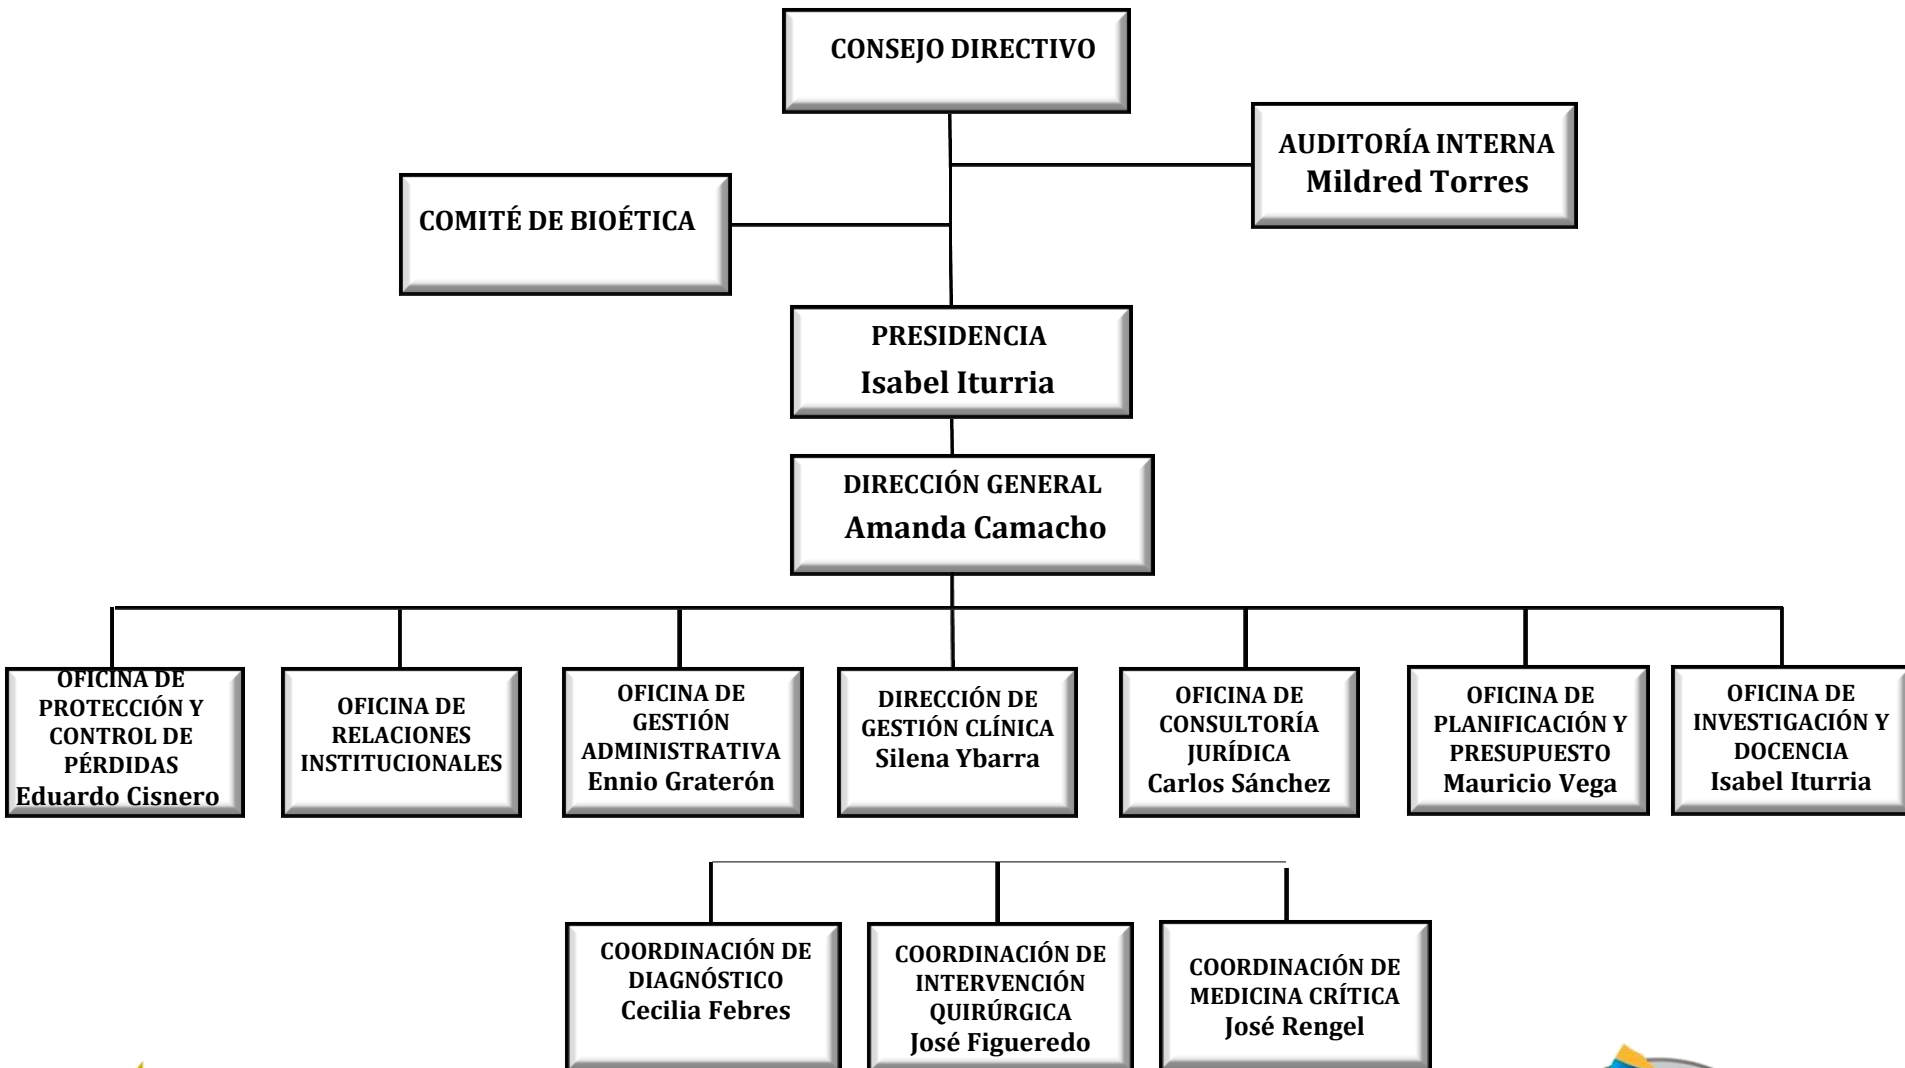 CONSEJO DIRECTIVO
AUDITORÍA INTERNA
Mildred Torres
COMITÉ DE BIOÉTICA
PRESIDENCIA
Isabel Iturria
DIRECCIÓN GENERAL
Amanda Camacho
OFICINA DE
PROTECCIÓN Y
CONTROL DE
PÉRDIDAS
Eduardo Cisnero
OFICINA DE
RELACIONES
INSTITUCIONALES
OFICINA DE
GESTIÓN
ADMINISTRATIVA
Ennio Graterón
DIRECCIÓN DE
GESTIÓN CLÍNICA
Silena Ybarra
OFICINA DE
CONSULTORÍA
JURÍDICA
Carlos Sánchez
OFICINA DE
PLANIFICACIÓN Y
PRESUPUESTO
Mauricio Vega
OFICINA DE
INVESTIGACIÓN Y
DOCENCIA
Isabel Iturria
COORDINACIÓN DE
DIAGNÓSTICO
Cecilia Febres
COORDINACIÓN DE
INTERVENCIÓN
QUIRÚRGICA
José Figueredo
COORDINACIÓN DE
MEDICINA CRÍTICA
José Rengel